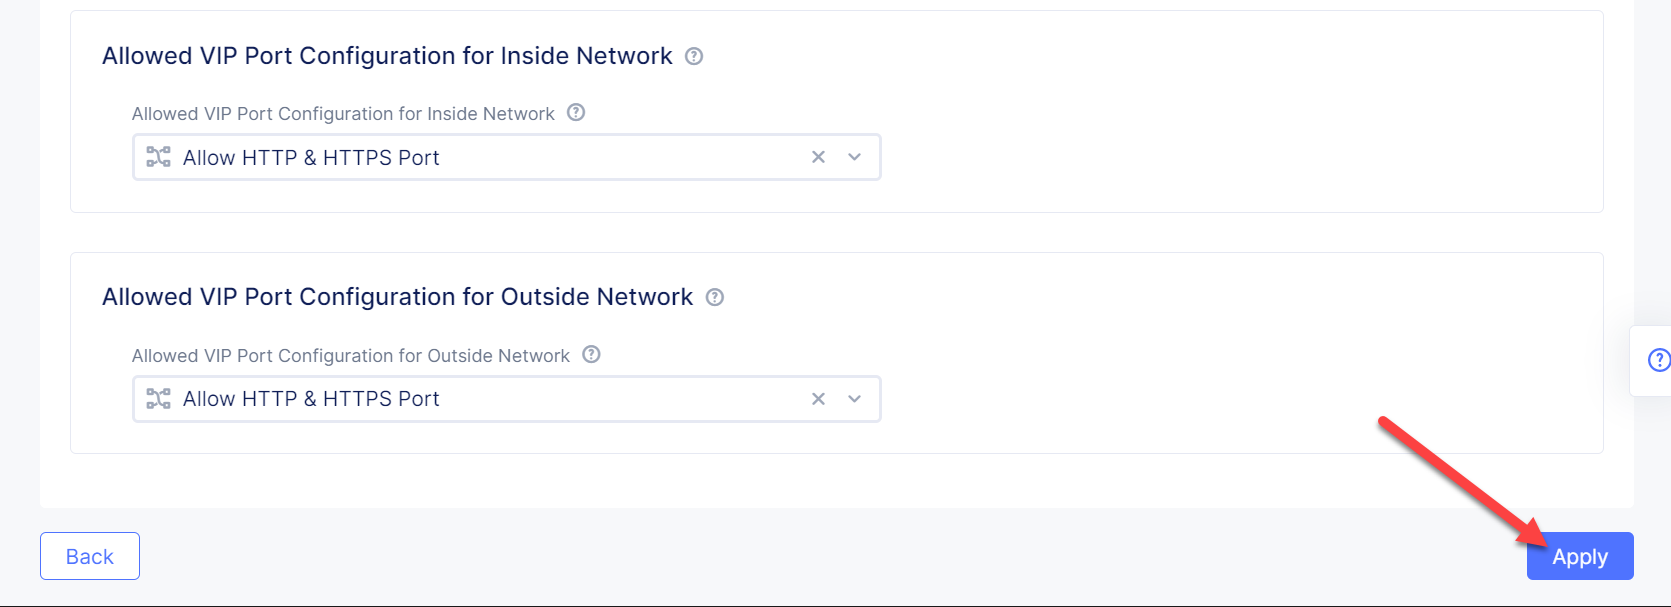 Allowed VIP Port Configuration for Inside Network
Allowed VIP Port Configuration for Inside Network
Allow HTTP & HTTPS Port
Allowed VIP Port Configuration for Outside Network
Allowed VIP Port Configuration for Outside Network
Allow HTTP & HTTPS Port
Back
Apply